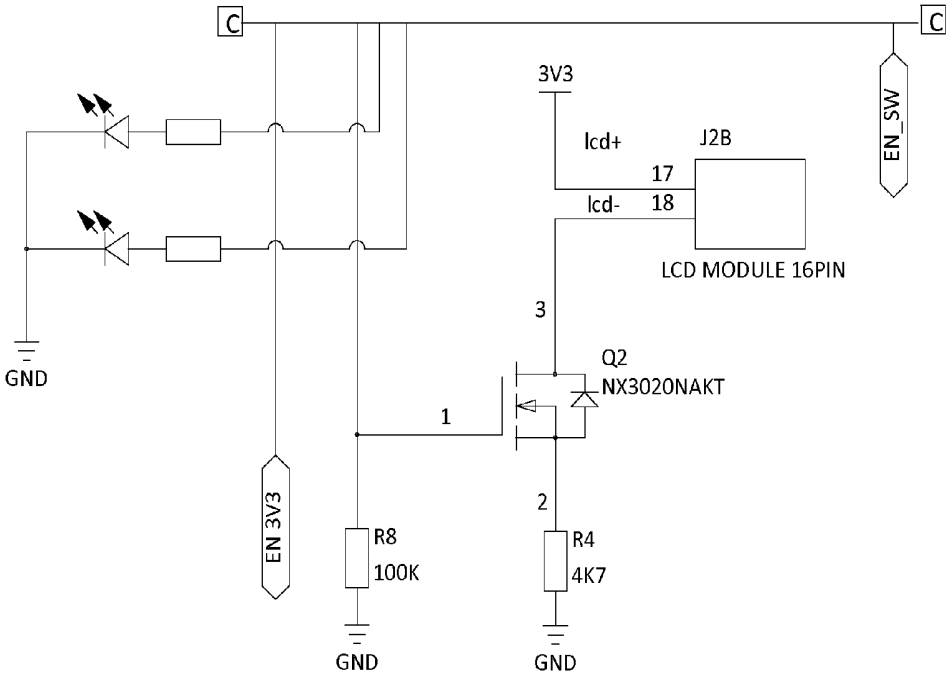 C
C
3V3
EN_SW
lcd+
J2B
17
lcd-
18
LCD MODULE 16PIN
3
GND
Q2
NX3020NAKT
1
EN 3V3
2
R8
100K
R4
4K7
GND
GND